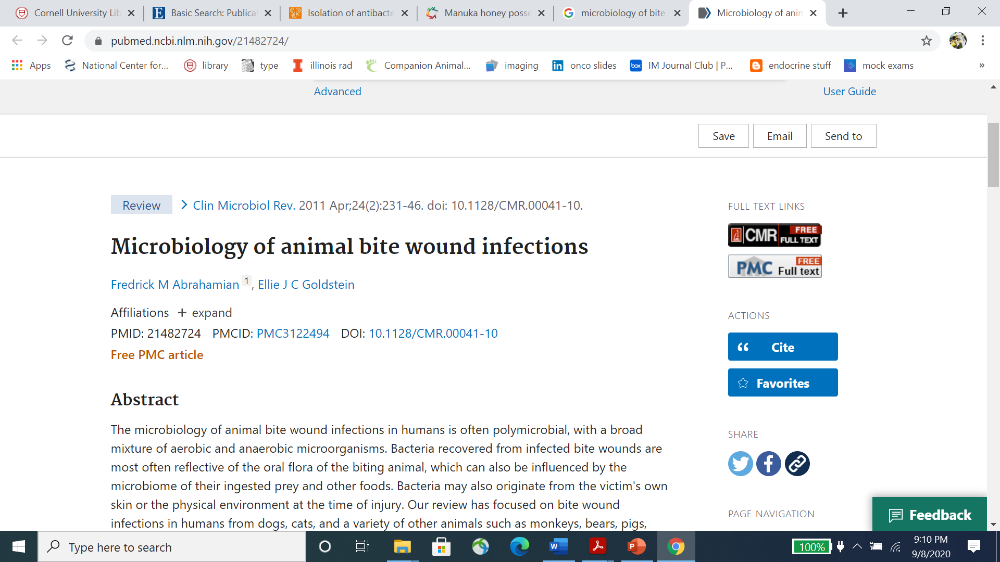 Cornell University Lib
Basic Search: Publicat
Isolation of antibacte
Manuka honey posse
microbiology of bite
Microbiology of anim
pubmed.ncbi.nlm.nih.gov/21482724/
Apps
National Center for...
library
type
illinois rad
Companion Animal...
imaging
onco slides
box
IM Journal Club | P...
endocrine stuff
mock exams
»
Advanced
User Guide
Save
Email
Send to
Review
Clin Microbiol Rev. 2011 Apr;24(2):231-46. doi: 10.1128/CMR.00041-10.
Microbiology of animal bite wound infections
Fredrick M Abrahamian 1, Ellie J C Goldstein
Affiliations + expand
PMID: 21482724 PMCID: PMC3122494 DOI: 10.1128/CMR.00041-10
Free PMC article
Abstract
The microbiology of animal bite wound infections in humans is often polymicrobial, with a broad
mixture of aerobic and anaerobic microorganisms. Bacteria recovered from infected bite wounds are
most often reflective of the oral flora of the biting animal, which can also be influenced by the
microbiome of their ingested prey and other foods. Bacteria may also originate from the victim's own
skin or the physical environment at the time of injury. Our review has focused on bite wound
infections in humans from dogs, cats, and a variety of other animals such as monkeys, bears, pigs,
FULL TEXT LINKS
CMR FREE FULL TEXT
PMC FREE Full text
ACTIONS
Cite
Favorites
SHARE
PAGE NAVIGATION
Feedback
Type here to search
100%
9:10 PM
9/8/2020